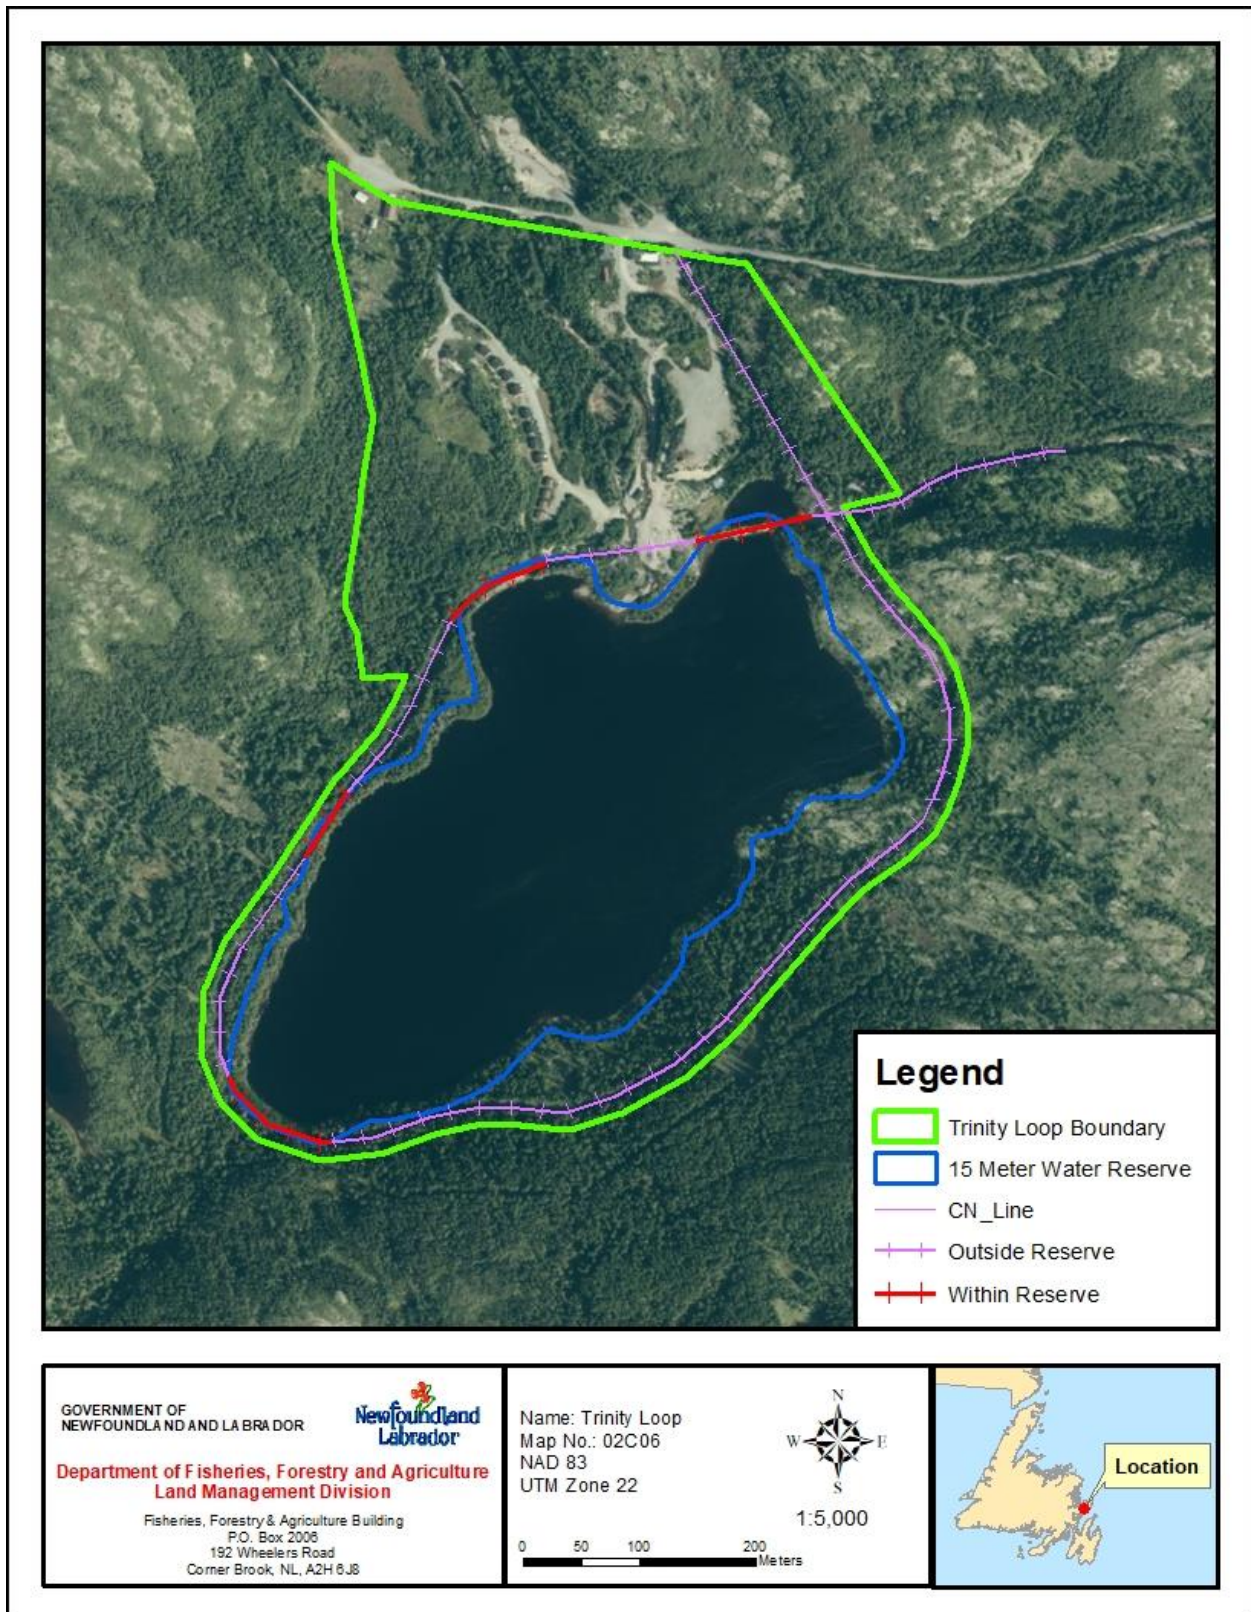 Legend
Trinity Loop Boundary
15 Meter Water Reserve
CN_Line
Outside Reserve
Within Reserve
GOVERNMENT OF
NEWFOUNDLAND AND LABRADOR
Newfoundland
Labrador
Department of Fisheries, Forestry and Agriculture
Land Management Division
Fisheries, Forestry & Agriculture Building
P.O. Box 2006
192 Wheelers Road
Corner Brook, NL, A2H 6J8
Name: Trinity Loop
Map No.: 02C06
NAD 83
UTM Zone 22
N
W E
S
1:5,000
0 50 100 200
Meters
Location